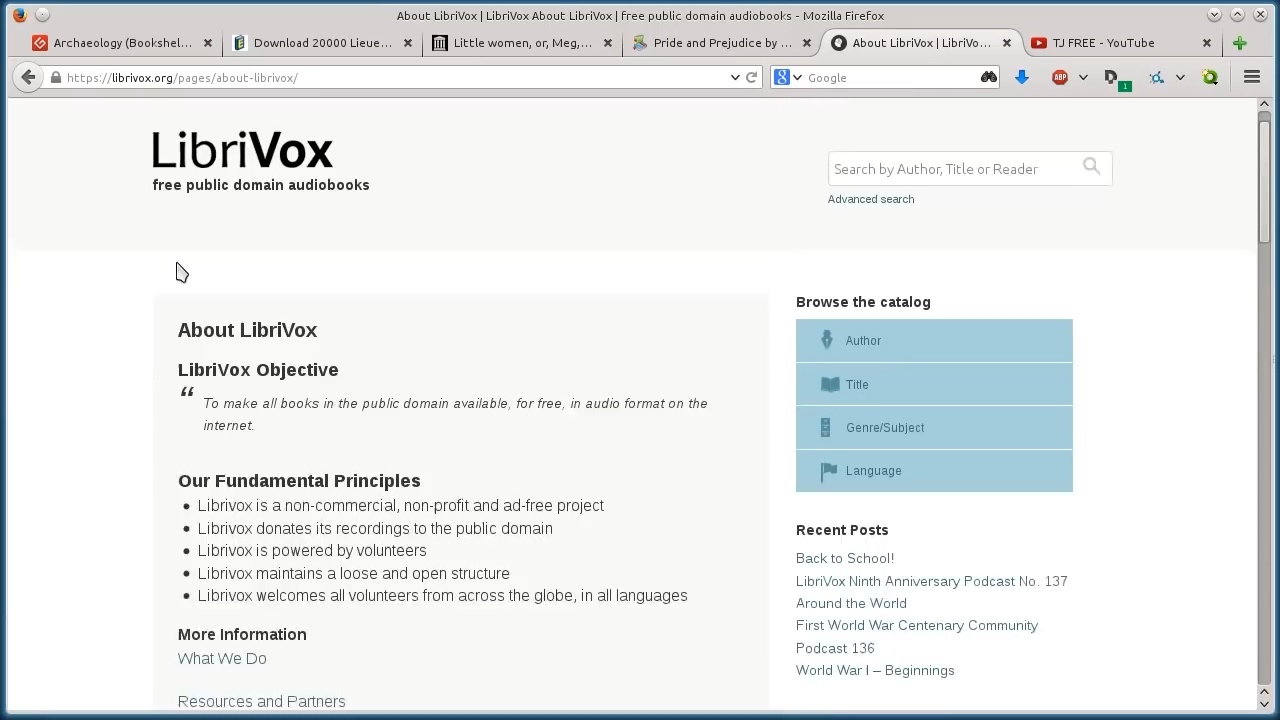 About LibriVox | LibriVox About LibriVox | free public domain audiobooks - Mozilla Firefox
Archaeology (Bookshel...
Download 20000 Lieue...
Little women, or, Meg,...
Pride and Prejudice by ...
About LibriVox | LibriVo...
TJ FREE - YouTube
https://librivox.org/pages/about-librivox/
8
Google
ABP
D
1
LibriVox
free public domain audiobooks
Search by Author, Title or Reader
Advanced search
About LibriVox
LibriVox Objective
“ To make all books in the public domain available, for free, in audio format on the
internet.
Our Fundamental Principles
• Librivox is a non-commercial, non-profit and ad-free project
• Librivox donates its recordings to the public domain
• Librivox is powered by volunteers
• Librivox maintains a loose and open structure
• Librivox welcomes all volunteers from across the globe, in all languages
More Information
What We Do
Resources and Partners
Browse the catalog
Author
Title
Genre/Subject
Language
Recent Posts
Back to School!
LibriVox Ninth Anniversary Podcast No. 137
Around the World
First World War Centenary Community
Podcast 136
World War I – Beginnings